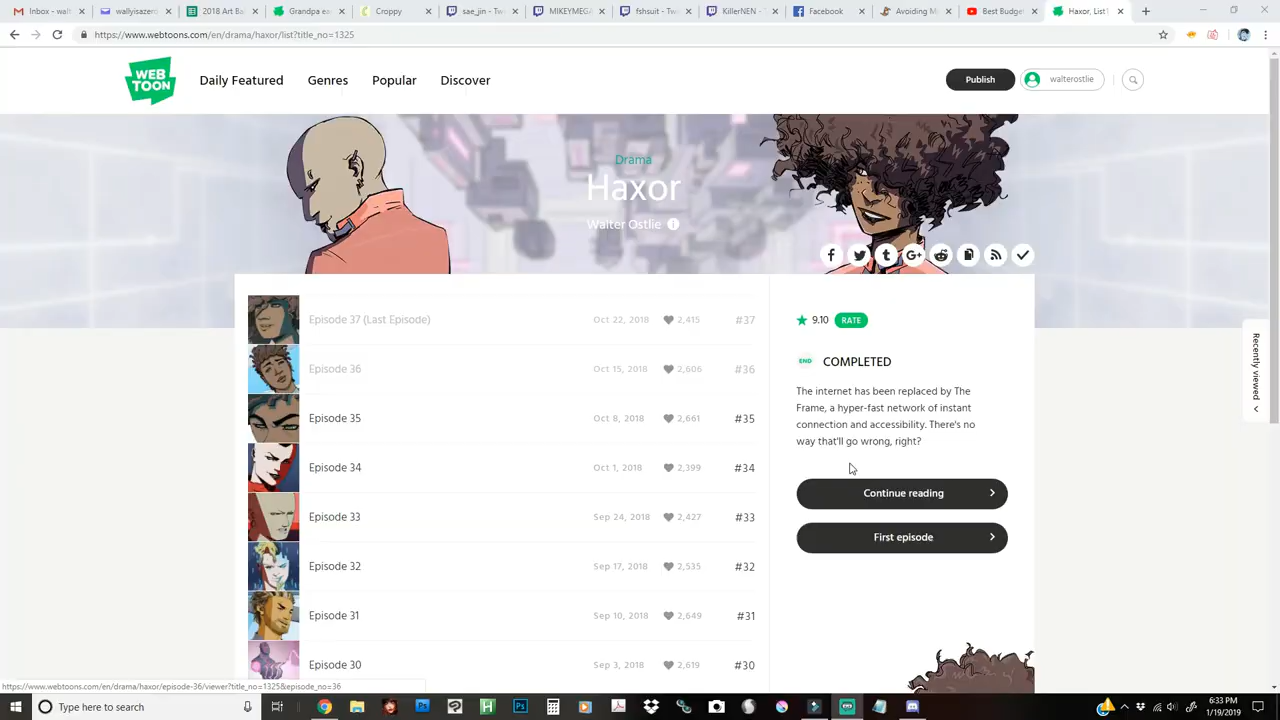 Inbox - wall
wallyiszero@
2018 Art Ba
Grandpa Epi
Croppy
sae_jin - Tw
MIKEYMEGA
fshsuit - Tw
KillerNEN - T
Facebook
Avoiding M
Best Budget
Haxor, List
https://www.webtoons.com/en/drama/haxor/list?title_no=1325
WEB
TOON
Daily Featured
Genres
Popular
Discover
Publish
walterostlie
Drama
Haxor
Walter Ostlie
Episode 37 (Last Episode) Oct 22, 2018 2,415 #37
Episode 36 Oct 15, 2018 2,606 #36
Episode 35 Oct 8, 2018 2,661 #35
Episode 34 Oct 1, 2018 2,399 #34
Episode 33 Sep 24, 2018 2,427 #33
Episode 32 Sep 17, 2018 2,535 #32
Episode 31 Sep 10, 2018 2,649 #31
Episode 30 Sep 3, 2018 2,619 #30
9.10 RATE
END COMPLETED
The internet has been replaced by The
Frame, a hyper-fast network of instant
connection and accessibility. There's no
way that'll go wrong, right?
Continue reading
First episode
Recently viewed
https://www.webtoons.com/en/drama/haxor/episode-36/viewer?title_no=1325&episode_no=36
Type here to search
6:33 PM
1/19/2019